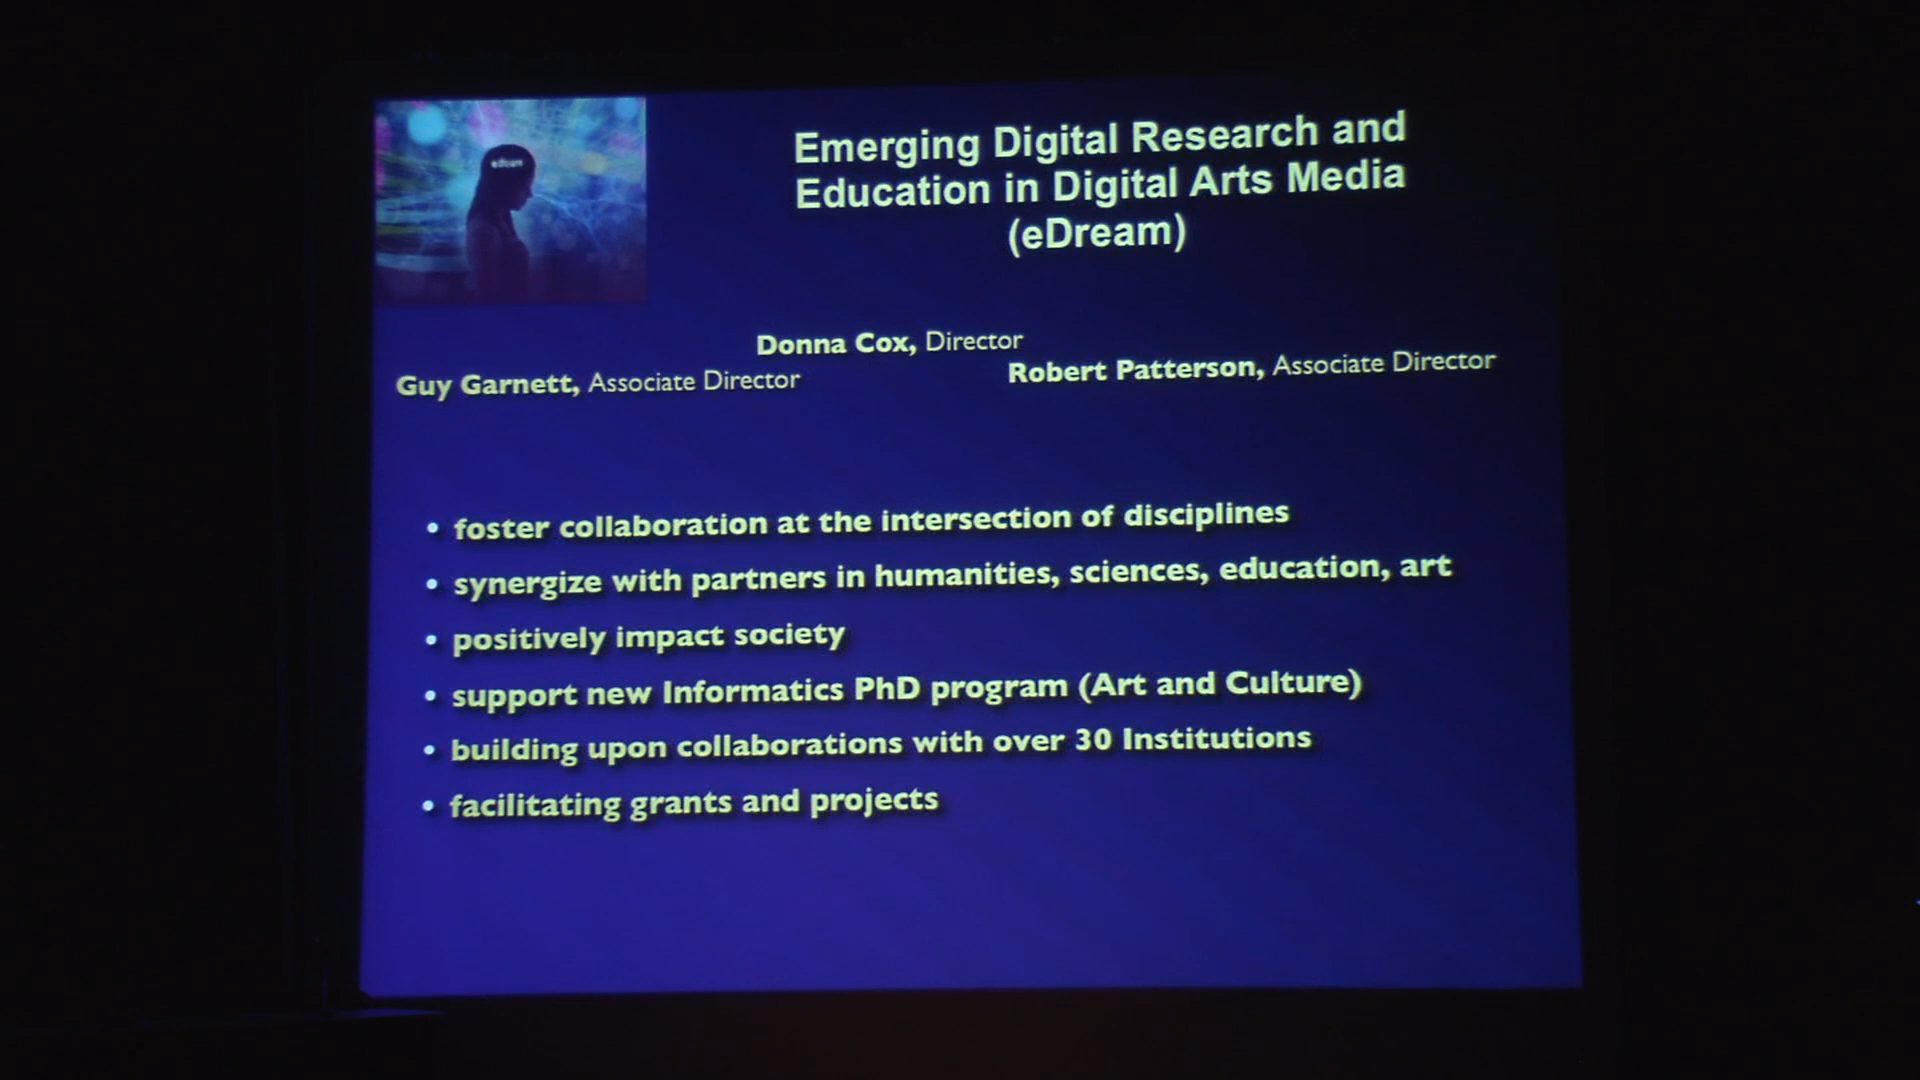 edream
Emerging Digital Research and
Education in Digital Arts Media
(eDream)
Donna Cox, Director
Guy Garnett, Associate Director
Robert Patterson, Associate Director
• foster collaboration at the intersection of disciplines
• synergize with partners in humanities, sciences, education, art
• positively impact society
• support new Informatics PhD program (Art and Culture)
• building upon collaborations with over 30 Institutions
• facilitating grants and projects